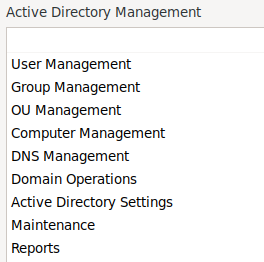 Active Directory Management
User Management
Group Management
OU Management
Computer Management
DNS Management
Domain Operations
Active Directory Settings
Maintenance
Reports